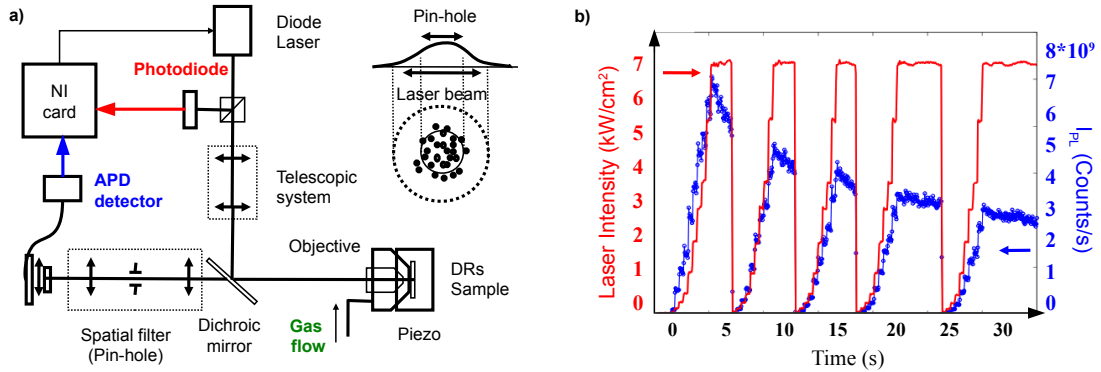 a)
Diode
Laser
Pin-hole
Photodiode
NI
card
Laser beam
APD
detector
Telescopic
system
Objective
DRs
Sample
Spatial filter
(Pin-hole)
Dichroic
mirror
Gas
flow
Piezo
b)
8*10⁹
7
6
5
4
3
2
1
0
Laser Intensity (kW/cm²)
7
6
5
4
3
2
1
0
I_PL (Counts/s)
0 5 10 15 20 25 30
Time (s)